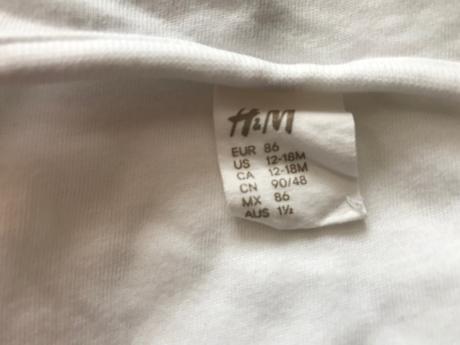 H&M
EUR 86
US 12-18M
CA 12-18M
CN 90/48
MX 86
AUS 1½